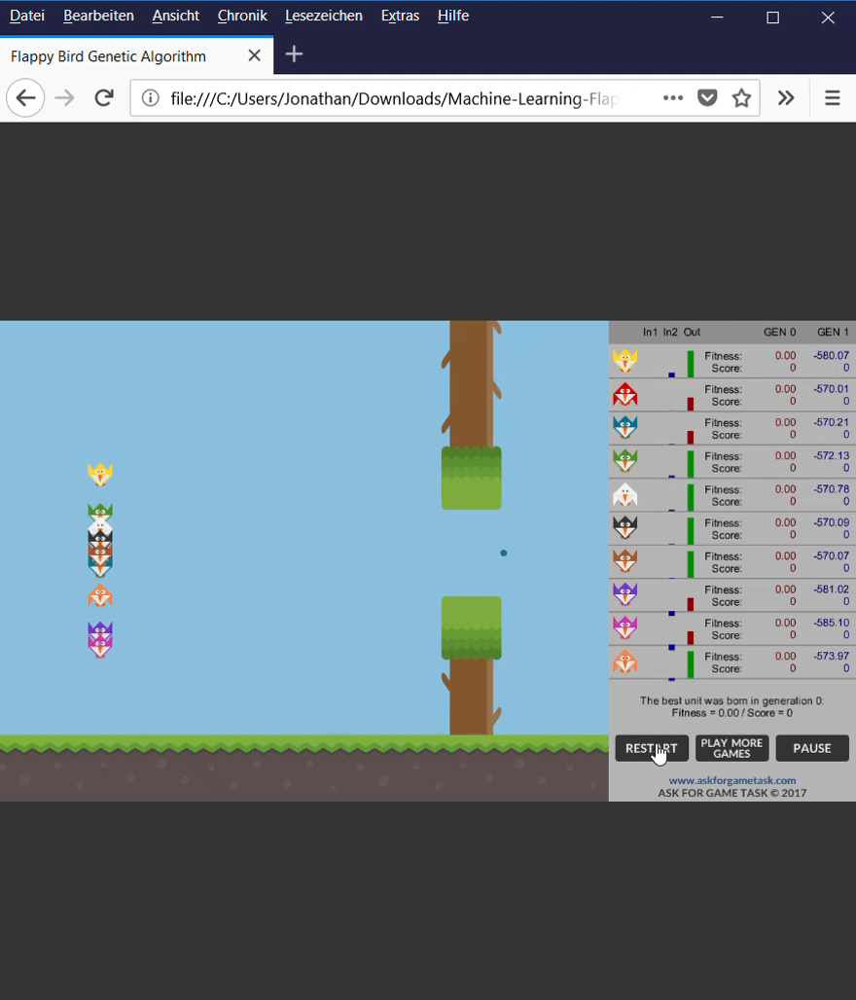 Datei Bearbeiten Ansicht Chronik Lesezeichen Extras Hilfe
Flappy Bird Genetic Algorithm
file:///C:/Users/Jonathan/Downloads/Machine-Learning-Flap
In1 In2 Out GEN 0 GEN 1
Fitness: 0.00 -580.07
Score: 0 0
Fitness: 0.00 -570.01
Score: 0 0
Fitness: 0.00 -570.21
Score: 0 0
Fitness: 0.00 -572.13
Score: 0 0
Fitness: 0.00 -570.78
Score: 0 0
Fitness: 0.00 -570.09
Score: 0 0
Fitness: 0.00 -570.07
Score: 0 0
Fitness: 0.00 -581.02
Score: 0 0
Fitness: 0.00 -585.10
Score: 0 0
Fitness: 0.00 -573.97
Score: 0 0
The best unit was born in generation 0:
Fitness = 0.00 / Score = 0
RESTART PLAY MORE GAMES PAUSE
www.askforgametask.com
ASK FOR GAME TASK © 2017